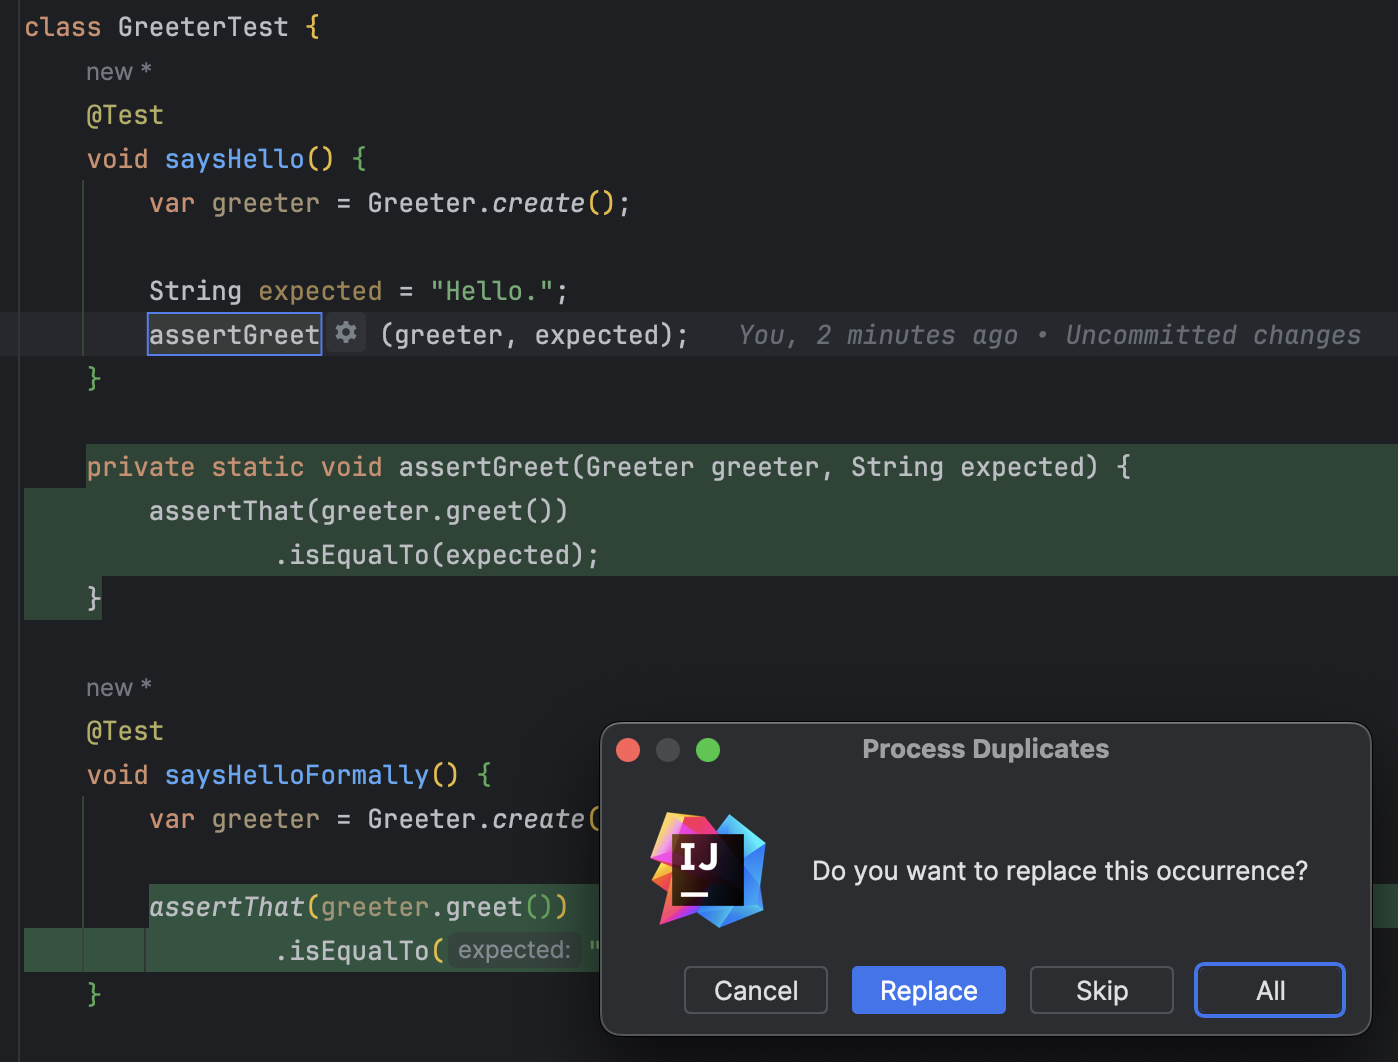 class GreeterTest {
new *
@Test
void saysHello() {
var greeter = Greeter.create();
String expected = "Hello.";
assertGreet (greeter, expected); You, 2 minutes ago • Uncommitted changes
}
private static void assertGreet(Greeter greeter, String expected) {
assertThat(greeter.greet())
.isEqualTo(expected);
}
new *
@Test
void saysHelloFormally() {
var greeter = Greeter.create(
assertThat(greeter.greet())
.isEqualTo( expected: "
}
Process Duplicates
IJ
Do you want to replace this occurrence?
Cancel Replace Skip All